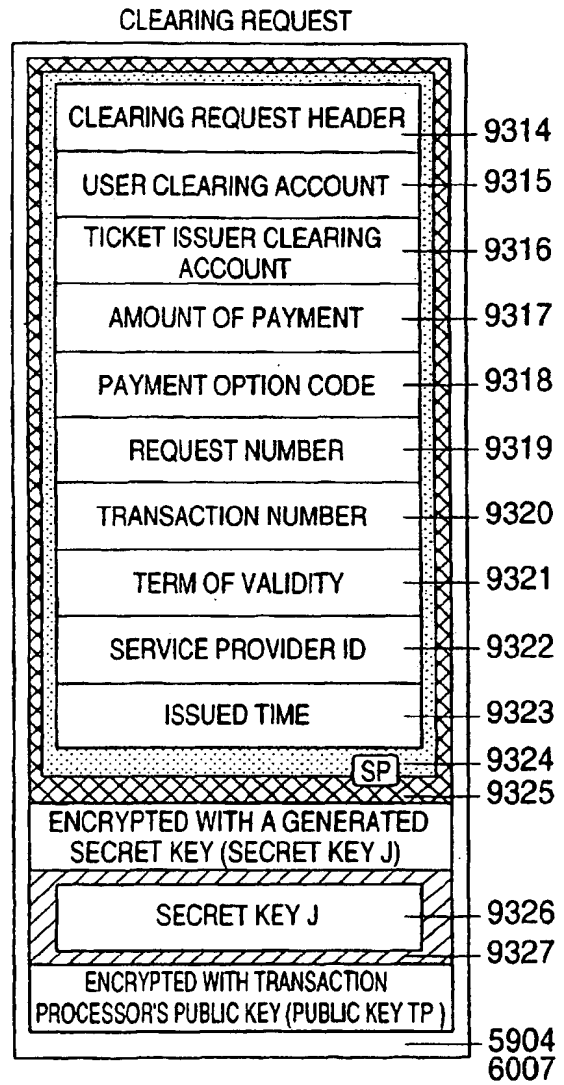 CLEARING REQUEST
CLEARING REQUEST HEADER
9314
USER CLEARING ACCOUNT
9315
TICKET ISSUER CLEARING
ACCOUNT
9316
AMOUNT OF PAYMENT
9317
PAYMENT OPTION CODE
9318
REQUEST NUMBER
9319
TRANSACTION NUMBER
9320
TERM OF VALIDITY
9321
SERVICE PROVIDER ID
9322
ISSUED TIME
9323
SP
9324
9325
ENCRYPTED WITH A GENERATED
SECRET KEY (SECRET KEY J)
SECRET KEY J
9326
9327
ENCRYPTED WITH TRANSACTION
PROCESSOR'S PUBLIC KEY (PUBLIC KEY TP )
5904
6007